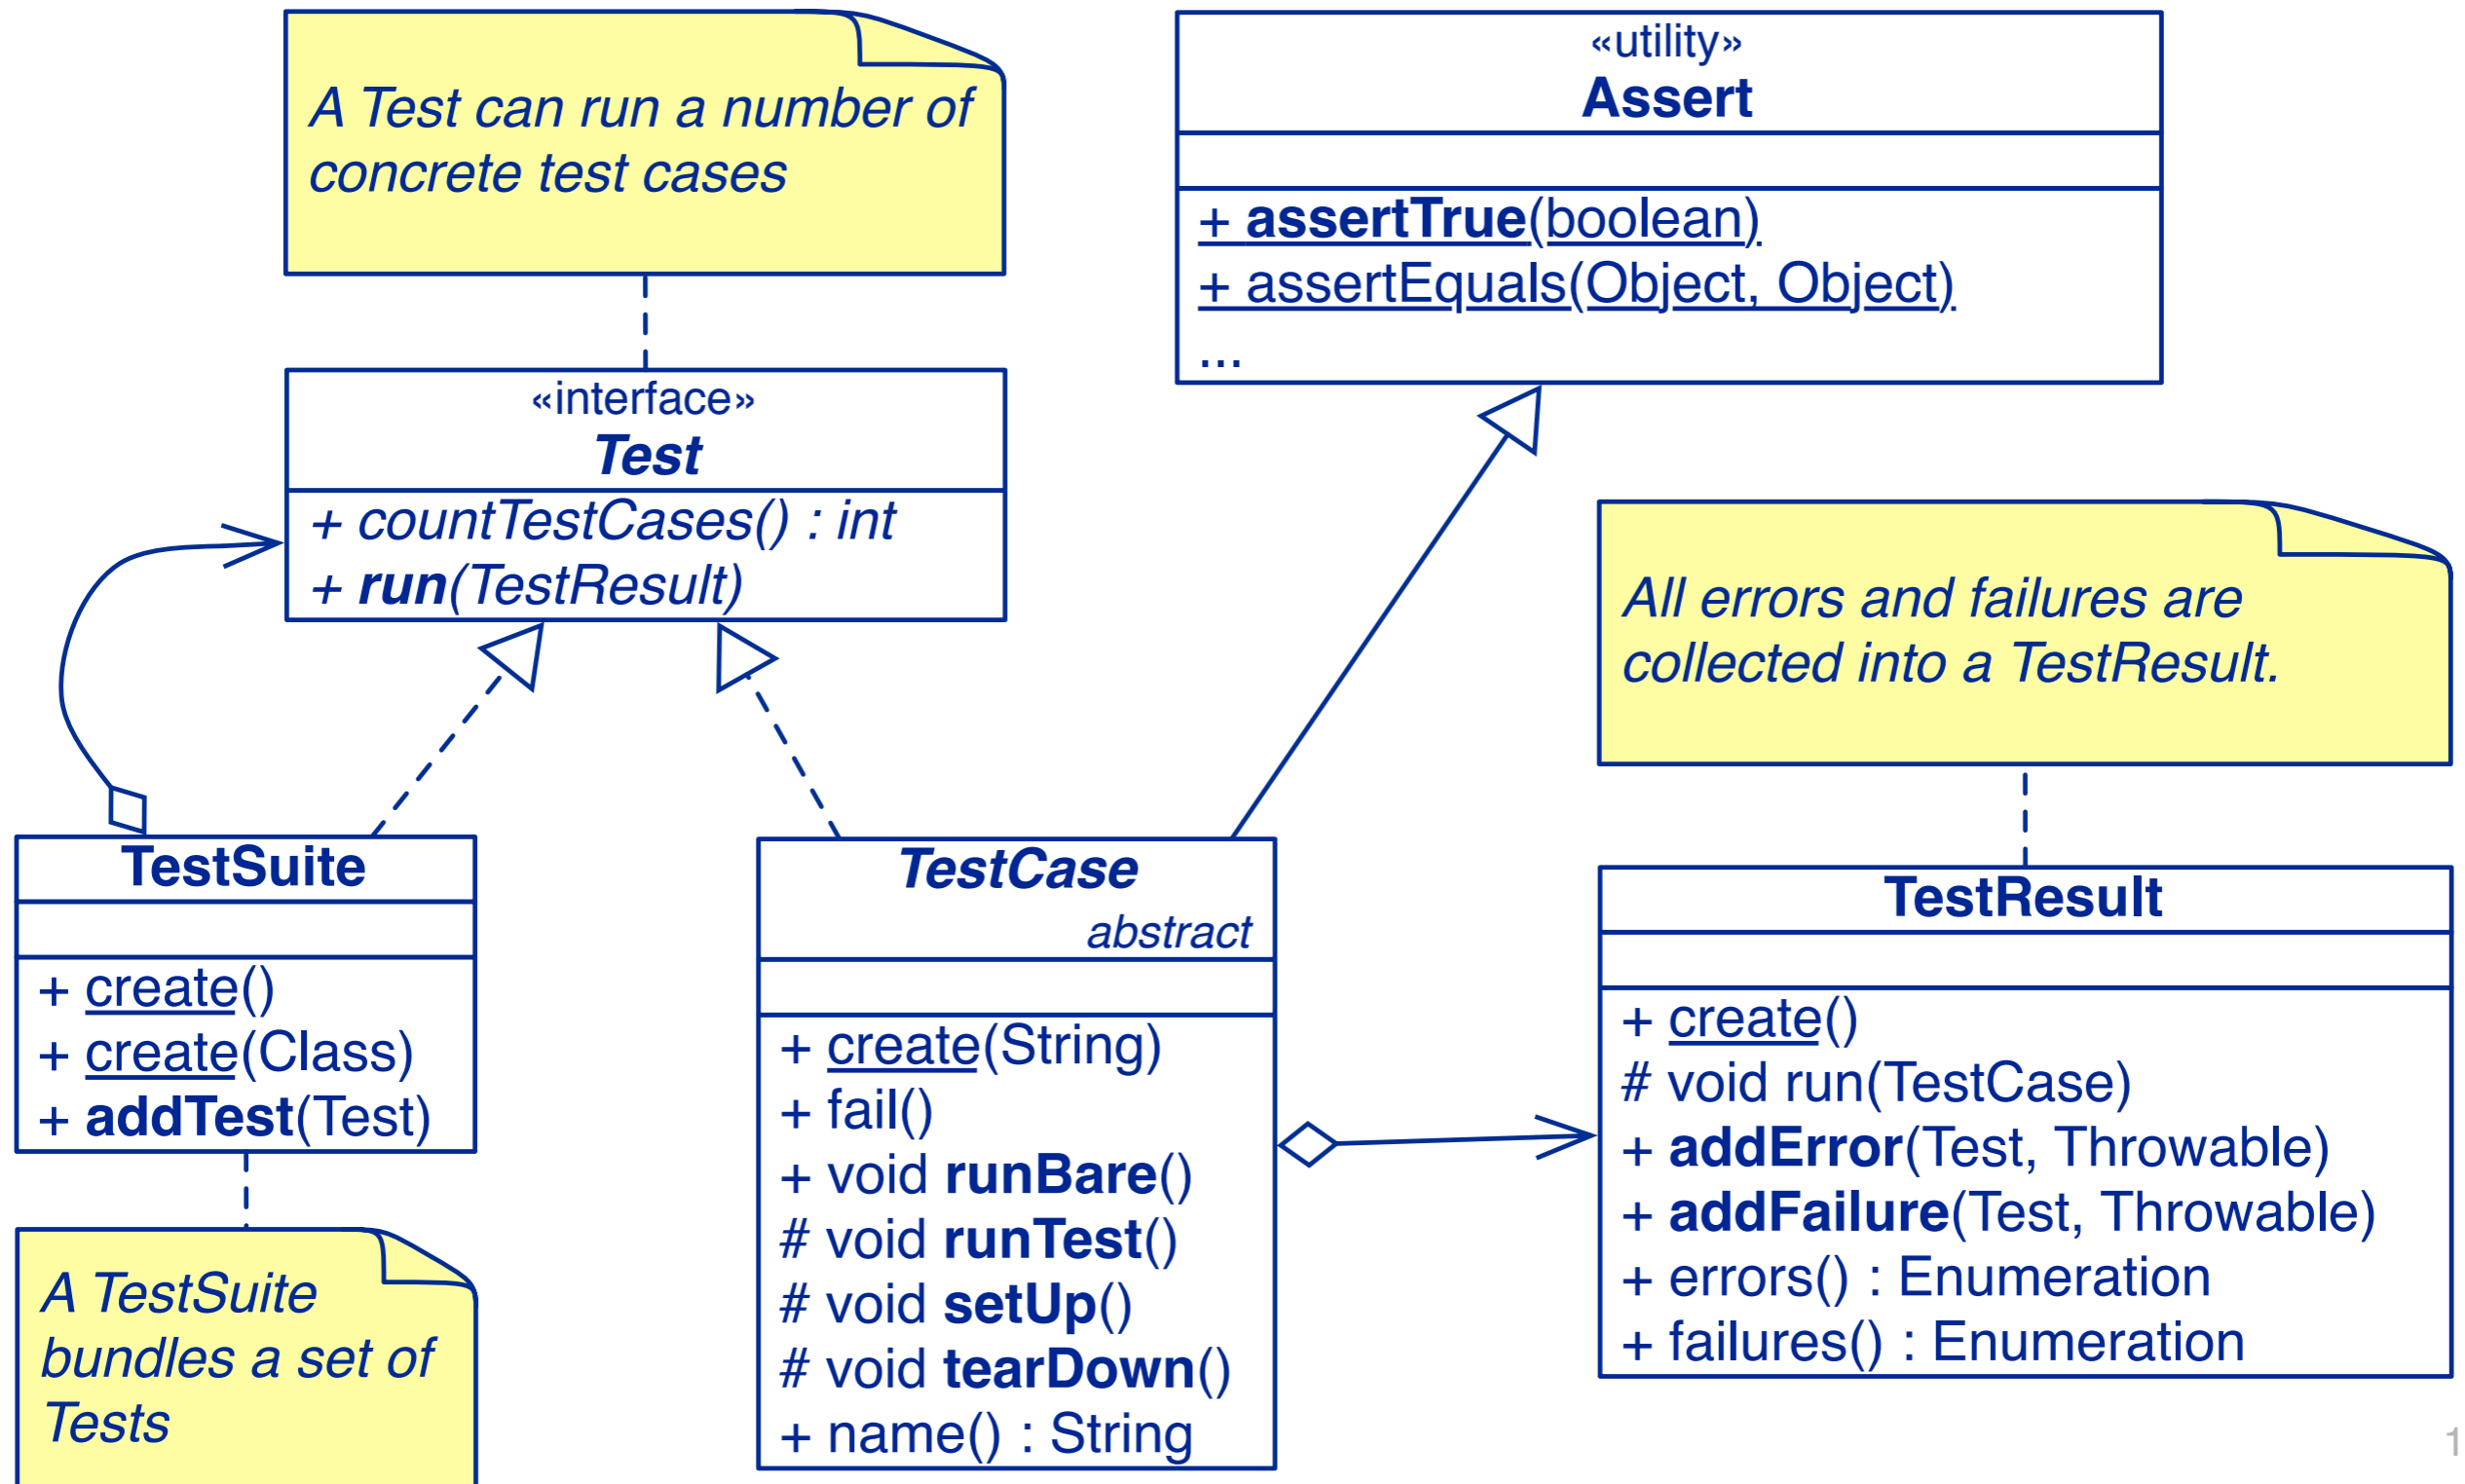 A Test can run a number of
concrete test cases
«utility»
Assert
+ assertTrue(boolean)
+ assertEquals(Object, Object)
...
«interface»
Test
+ countTestCases() : int
+ run(TestResult)
All errors and failures are
collected into a TestResult.
TestSuite
+ create()
+ create(Class)
+ addTest(Test)
A TestSuite
bundles a set of
Tests
TestCase
abstract
+ create(String)
+ fail()
+ void runBare()
# void runTest()
# void setUp()
# void tearDown()
+ name() : String
TestResult
+ create()
# void run(TestCase)
+ addError(Test, Throwable)
+ addFailure(Test, Throwable)
+ errors() : Enumeration
+ failures() : Enumeration
1